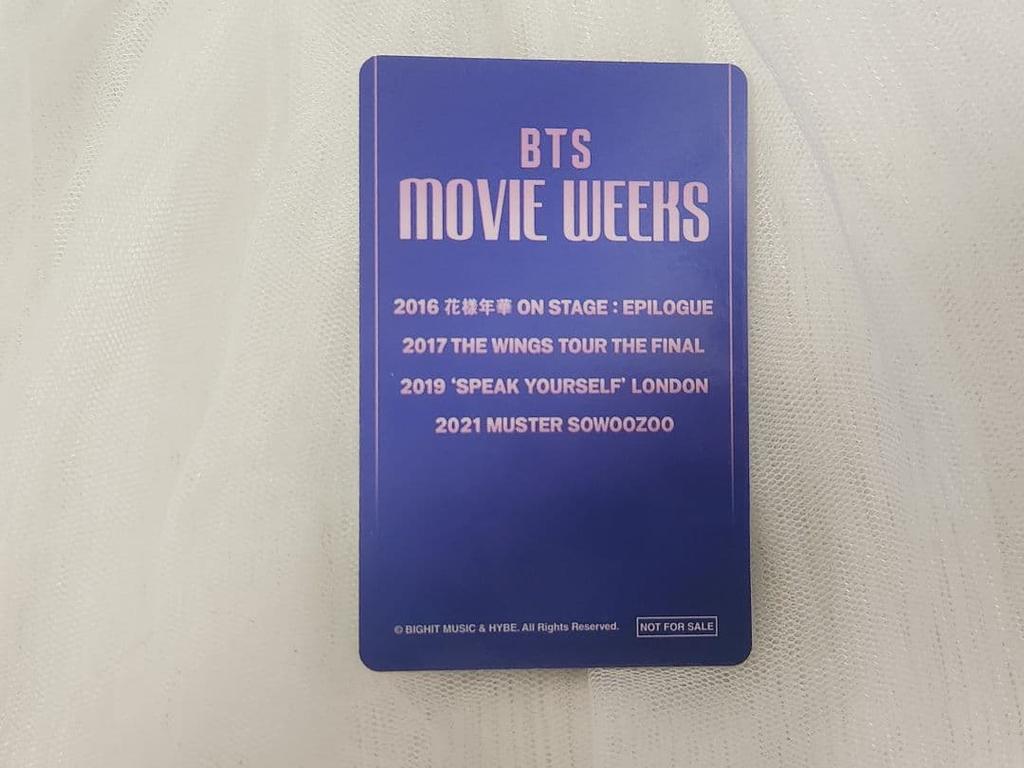 BTS
MOVIE WEEKS
2016 花樣年華 ON STAGE : EPILOGUE
2017 THE WINGS TOUR THE FINAL
2019 ‘SPEAK YOURSELF’ LONDON
2021 MUSTER SOWOOZOO
© BIGHIT MUSIC & HYBE. All Rights Reserved. NOT FOR SALE